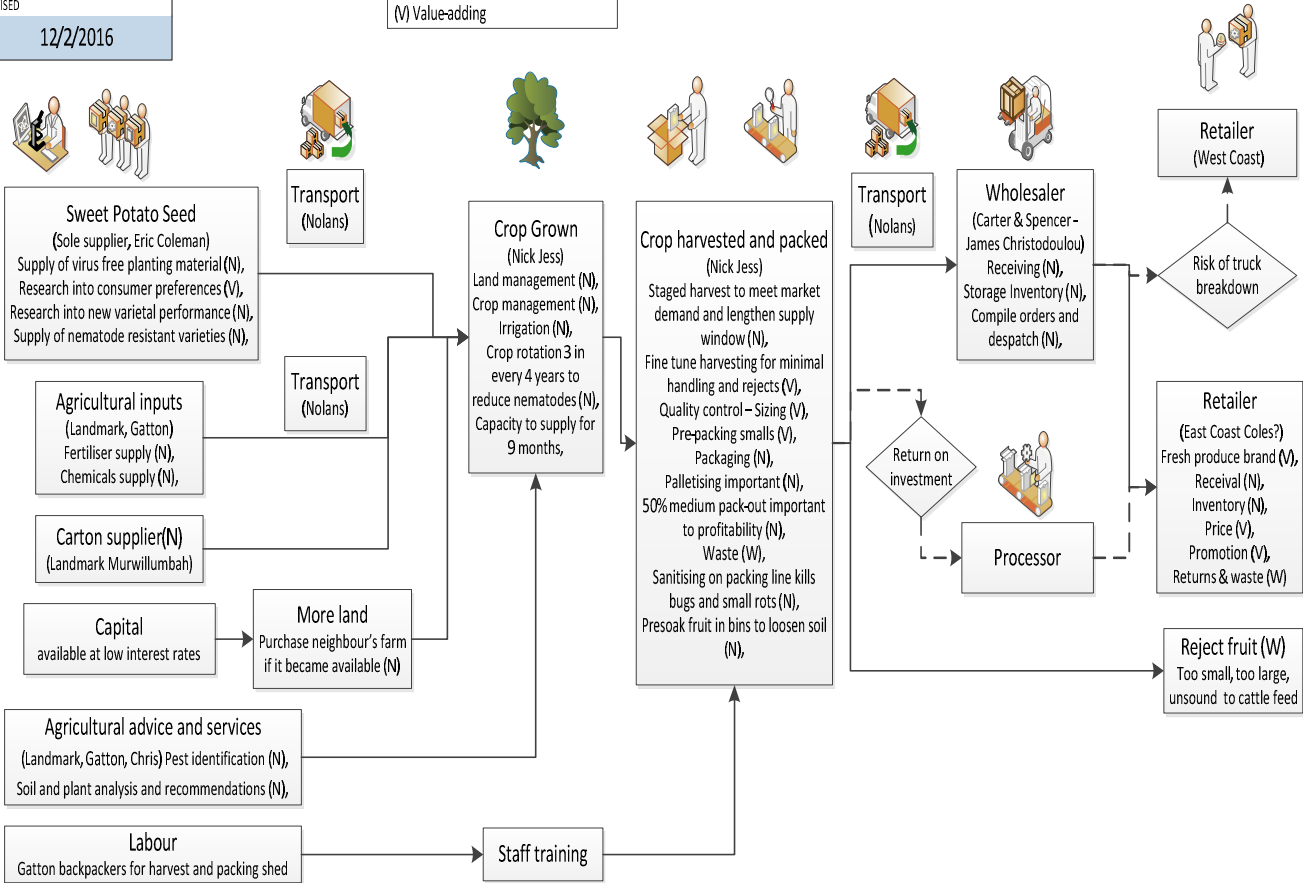 (V) Value-adding
12/2/2016
Sweet Potato Seed
(Sole supplier, Eric Coleman)
Supply of virus free planting material (N),
Research into consumer preferences (V),
Research into new varietal performance (N),
Supply of nematode resistant varieties (N),
Transport
(Nolans)
Agricultural inputs
(Landmark, Gatton)
Fertiliser supply (N),
Chemicals supply (N),
Transport
(Nolans)
Carton supplier(N)
(Landmark Murwillumbah)
Capital
available at low interest rates
More land
Purchase neighbour's farm
if it became available (N)
Agricultural advice and services
(Landmark, Gatton, Chris) Pest identification (N),
Soil and plant analysis and recommendations (N),
Labour
Gatton backpackers for harvest and packing shed
Staff training
Crop Grown
(Nick Jess)
Land management (N),
Crop management (N),
Irrigation (N),
Crop rotation 3 in
every 4 years to
reduce nematodes (N),
Capacity to supply for
9 months,
Crop harvested and packed
(Nick Jess)
Staged harvest to meet market
demand and lengthen supply
window (N),
Fine tune harvesting for minimal
handling and rejects (V),
Quality control – Sizing (V),
Pre-packing smalls (V),
Packaging (N),
Palletising important (N),
50% medium pack-out important
to profitability (N),
Waste (W)
Sanitising on packing line kills
bugs and small rots (N),
Presoak fruit in bins to loosen soil
(N),
Transport
(Nolans)
Wholesaler
(Carter & Spencer –
James Christodoulou)
Receiving (N),
Storage Inventory (N),
Compile orders and
despatch (N),
Return on
investment
Processor
Retailer
(West Coast)
Risk of truck
breakdown
Retailer
(East Coast Coles?)
Fresh produce brand (V),
Receival (N),
Inventory (N),
Price (V),
Promotion (V),
Returns & waste (W)
Reject fruit (W)
Too small, too large,
unsound to cattle feed